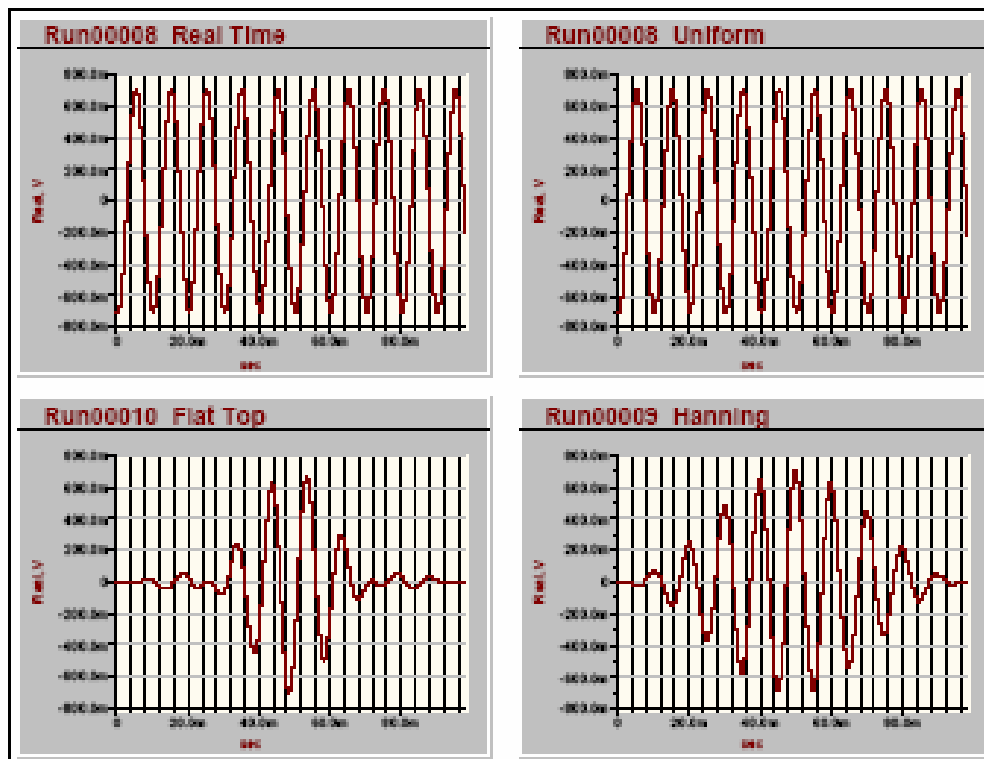 Run00008 Real Time
800.0m
600.0m
400.0m
200.0m
0
-200.0m
-400.0m
-600.0m
-800.0m
Real, V
0 20.0m 40.0m 60.0m 80.0m
sec
Run00008 Uniform
800.0m
600.0m
400.0m
200.0m
0
-200.0m
-400.0m
-600.0m
-800.0m
Real, V
0 20.0m 40.0m 60.0m 80.0m
sec
Run00010 Flat Top
800.0m
600.0m
400.0m
200.0m
0
-200.0m
-400.0m
-600.0m
-800.0m
Real, V
0 20.0m 40.0m 60.0m 80.0m
sec
Run00009 Hanning
800.0m
600.0m
400.0m
200.0m
0
-200.0m
-400.0m
-600.0m
-800.0m
Real, V
0 20.0m 40.0m 60.0m 80.0m
sec